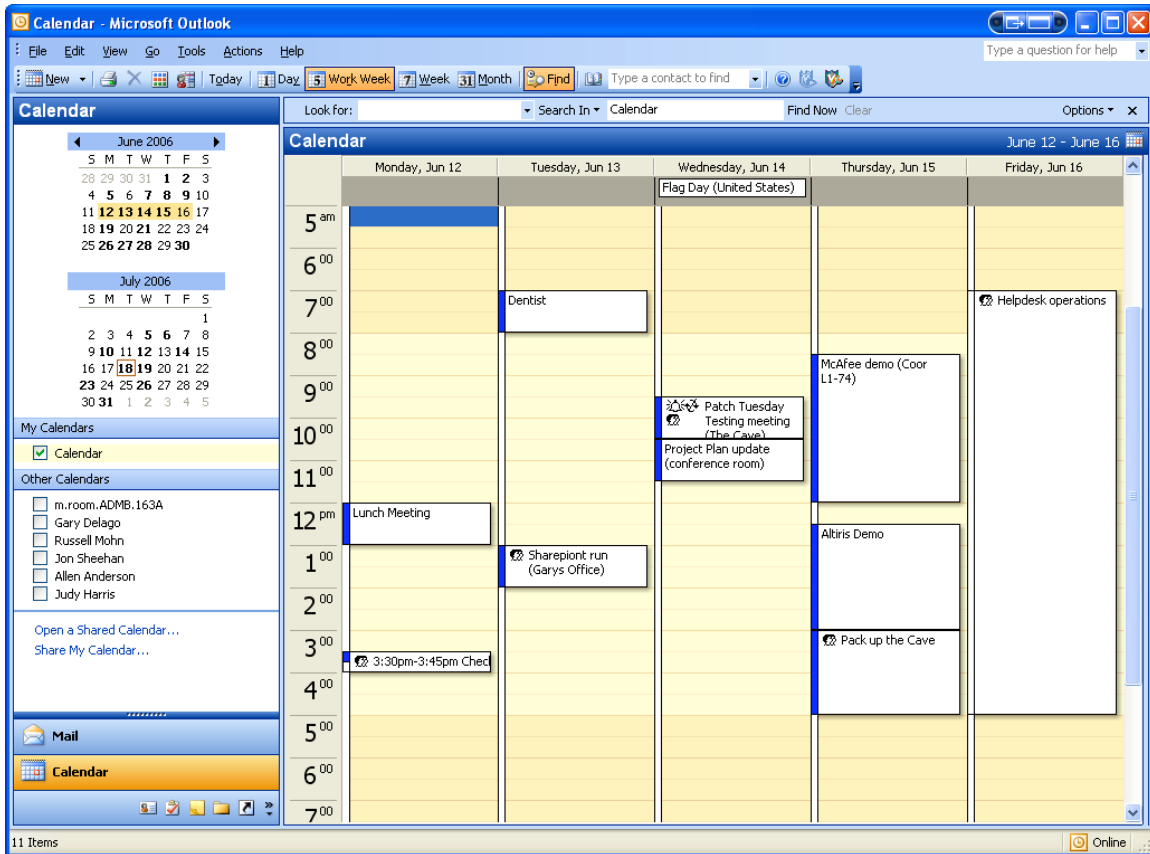 Calendar - Microsoft Outlook
File Edit View Go Tools Actions Help
Type a question for help
New Today 1 Day 5 Work Week 7 Week 31 Month Find Type a contact to find
Calendar
Look for: Search In Calendar Find Now Clear Options
June 2006
S M T W T F S
28 29 30 31 1 2 3
4 5 6 7 8 9 10
11 12 13 14 15 16 17
18 19 20 21 22 23 24
25 26 27 28 29 30
July 2006
S M T W T F S
1
2 3 4 5 6 7 8
9 10 11 12 13 14 15
16 17 18 19 20 21 22
23 24 25 26 27 28 29
30 31 1 2 3 4 5
My Calendars
Calendar
Other Calendars
m.room.ADMB.163A
Gary Delago
Russell Mohn
Jon Sheehan
Allen Anderson
Judy Harris
Open a Shared Calendar...
Share My Calendar...
Mail
Calendar
Calendar June 12 - June 16
Monday, Jun 12 Tuesday, Jun 13 Wednesday, Jun 14 Thursday, Jun 15 Friday, Jun 16
Flag Day (United States)
5 am
6 00
7 00
8 00
9 00
10 00
11 00
12 pm
1 00
2 00
3 00
4 00
5 00
6 00
7 00
Lunch Meeting
3:30pm-3:45pm Chec
Dentist
Sharepiont run
(Garys Office)
Patch Tuesday
Testing meeting
(The Cave)
Project Plan update
(conference room)
McAfee demo (Coor
L1-74)
Altiris Demo
Pack up the Cave
Helpdesk operations
11 Items
Online